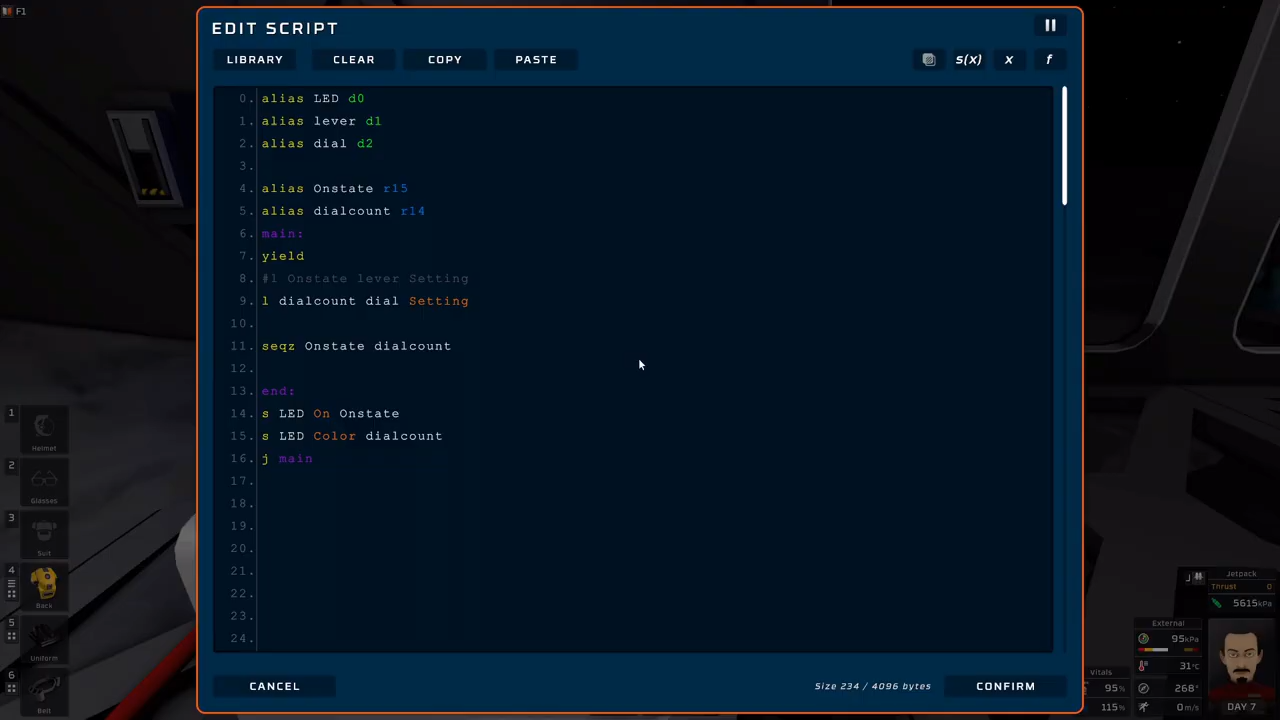 F1
EDIT SCRIPT
LIBRARY CLEAR COPY PASTE s(x) x f
0. alias LED d0
1. alias lever d1
2. alias dial d2
3.
4. alias Onstate r15
5. alias dialcount r14
6. main:
7. yield
8. #l Onstate lever Setting
9. l dialcount dial Setting
10.
11. seqz Onstate dialcount
12.
13. end:
14. s LED On Onstate
15. s LED Color dialcount
16. j main
17.
18.
19.
20.
21.
22.
23.
24.
CANCEL Size 234 / 4096 bytes CONFIRM
1 Helmet
2 Glasses
3 Suit
4 Back
5 Uniform
6 Belt
Jetpack
Thrust 0
5615kPa
External
95kPa
31°C
268°
0m/s
Vitals
95%
115%
DAY 7